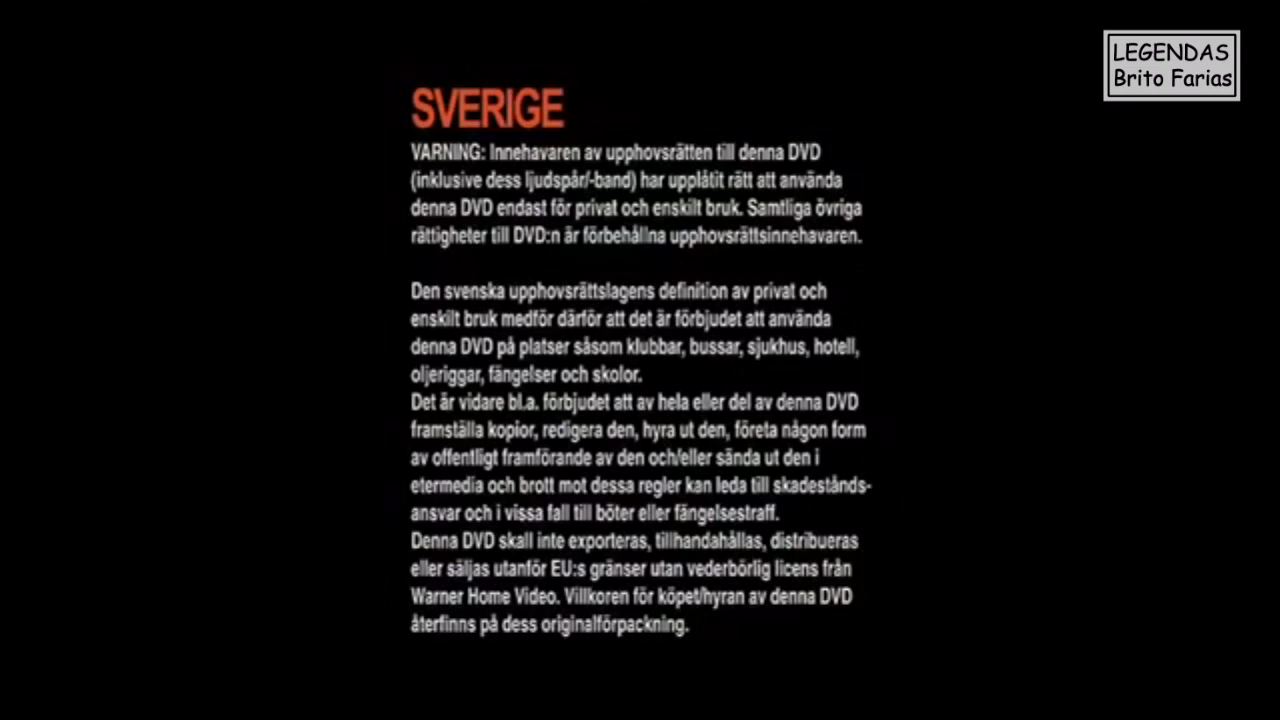 LEGENDAS
Brito Farias
SVERIGE
VARNING: Innehavaren av upphovsrätten till denna DVD
(inklusive dess ljudspår/-band) har upplåtit rätt att använda
denna DVD endast för privat och enskilt bruk. Samtliga övriga
rättigheter till DVD:n är förbehållna upphovsrättsinnehavaren.
Den svenska upphovsrättslagens definition av privat och
enskilt bruk medför därför att det är förbjudet att använda
denna DVD på platser såsom klubbar, bussar, sjukhus, hotell,
oljeriggar, fängelser och skolor.
Det är vidare bl.a. förbjudet att av hela eller del av denna DVD
framställa kopior, redigera den, hyra ut den, företa någon form
av offentligt framförande av den och/eller sända ut den i
etermedia och brott mot dessa regler kan leda till skadestånds-
ansvar och i vissa fall till böter eller fängelsestraff.
Denna DVD skall inte exporteras, tillhandahållas, distribueras
eller säljas utanför EU:s gränser utan vederbörlig licens från
Warner Home Video. Villkoren för köpet/hyran av denna DVD
återfinns på dess originalförpackning.